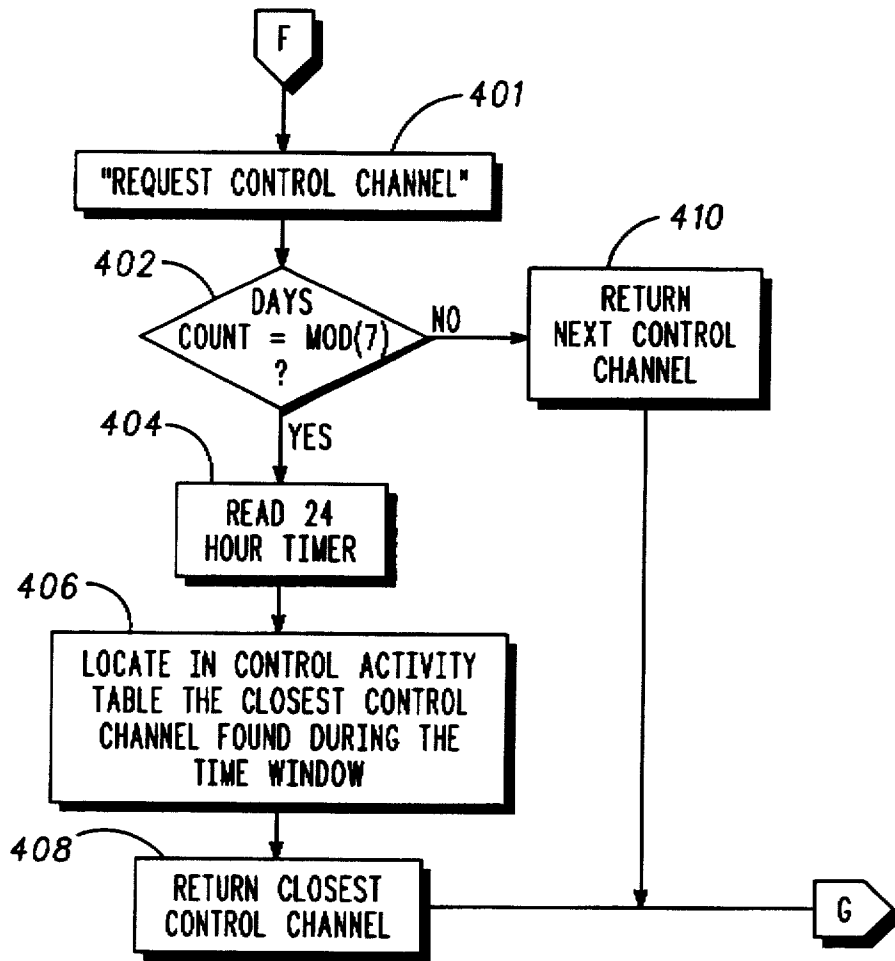 F
401
"REQUEST CONTROL CHANNEL"
402
DAYS
COUNT = MOD(7)
?
NO
410
RETURN
NEXT CONTROL
CHANNEL
YES
404
READ 24
HOUR TIMER
406
LOCATE IN CONTROL ACTIVITY
TABLE THE CLOSEST CONTROL
CHANNEL FOUND DURING THE
TIME WINDOW
408
RETURN CLOSEST
CONTROL CHANNEL
G